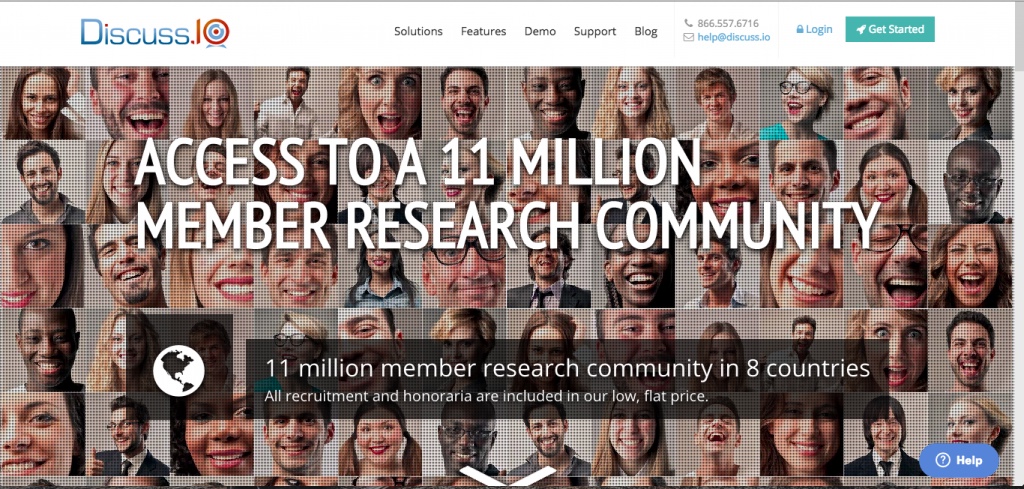 Discuss.IO
Solutions Features Demo Support Blog
866.557.6716
help@discuss.io
Login
Get Started
ACCESS TO A 11 MILLION
MEMBER RESEARCH COMMUNITY
11 million member research community in 8 countries
All recruitment and honoraria are included in our low, flat price.
? Help